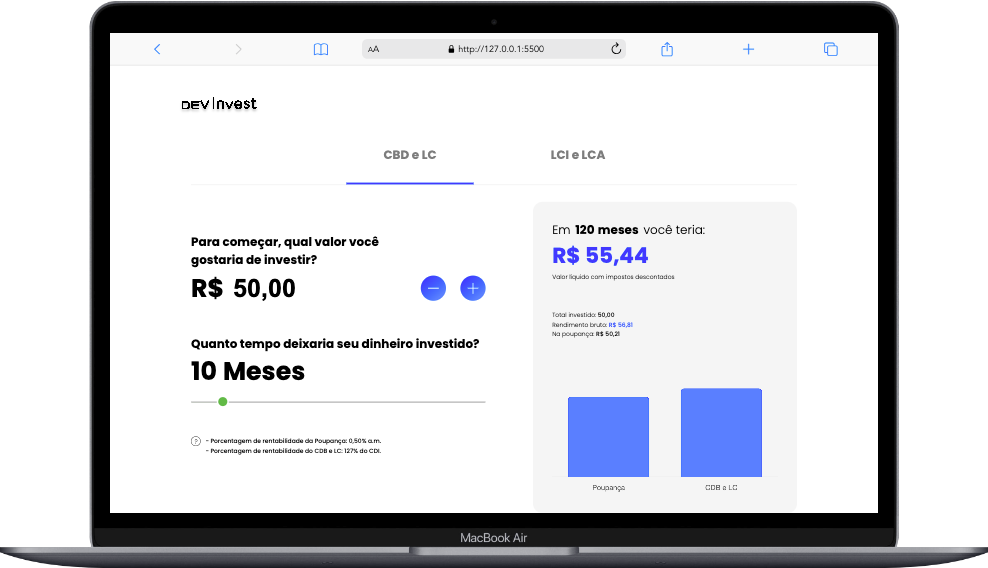 AA
http://127.0.0.1:5500
DEVInvest
CBD e LC
LCI e LCA
Para começar, qual valor você
gostaria de investir?
R$ 50,00
Quanto tempo deixaria seu dinheiro investido?
10 Meses
? - Porcentagem de rentabilidade da Poupança: 0,50% a.m.
- Porcentagem de rentabilidade do CDB e LC: 127% do CDI.
Em 120 meses você teria:
R$ 55,44
Valor líquido com impostos descontados
Total investido: 50,00
Rendimento bruto: R$ 56,81
Na poupança: R$ 50,21
Poupança
CDB e LC
MacBook Air